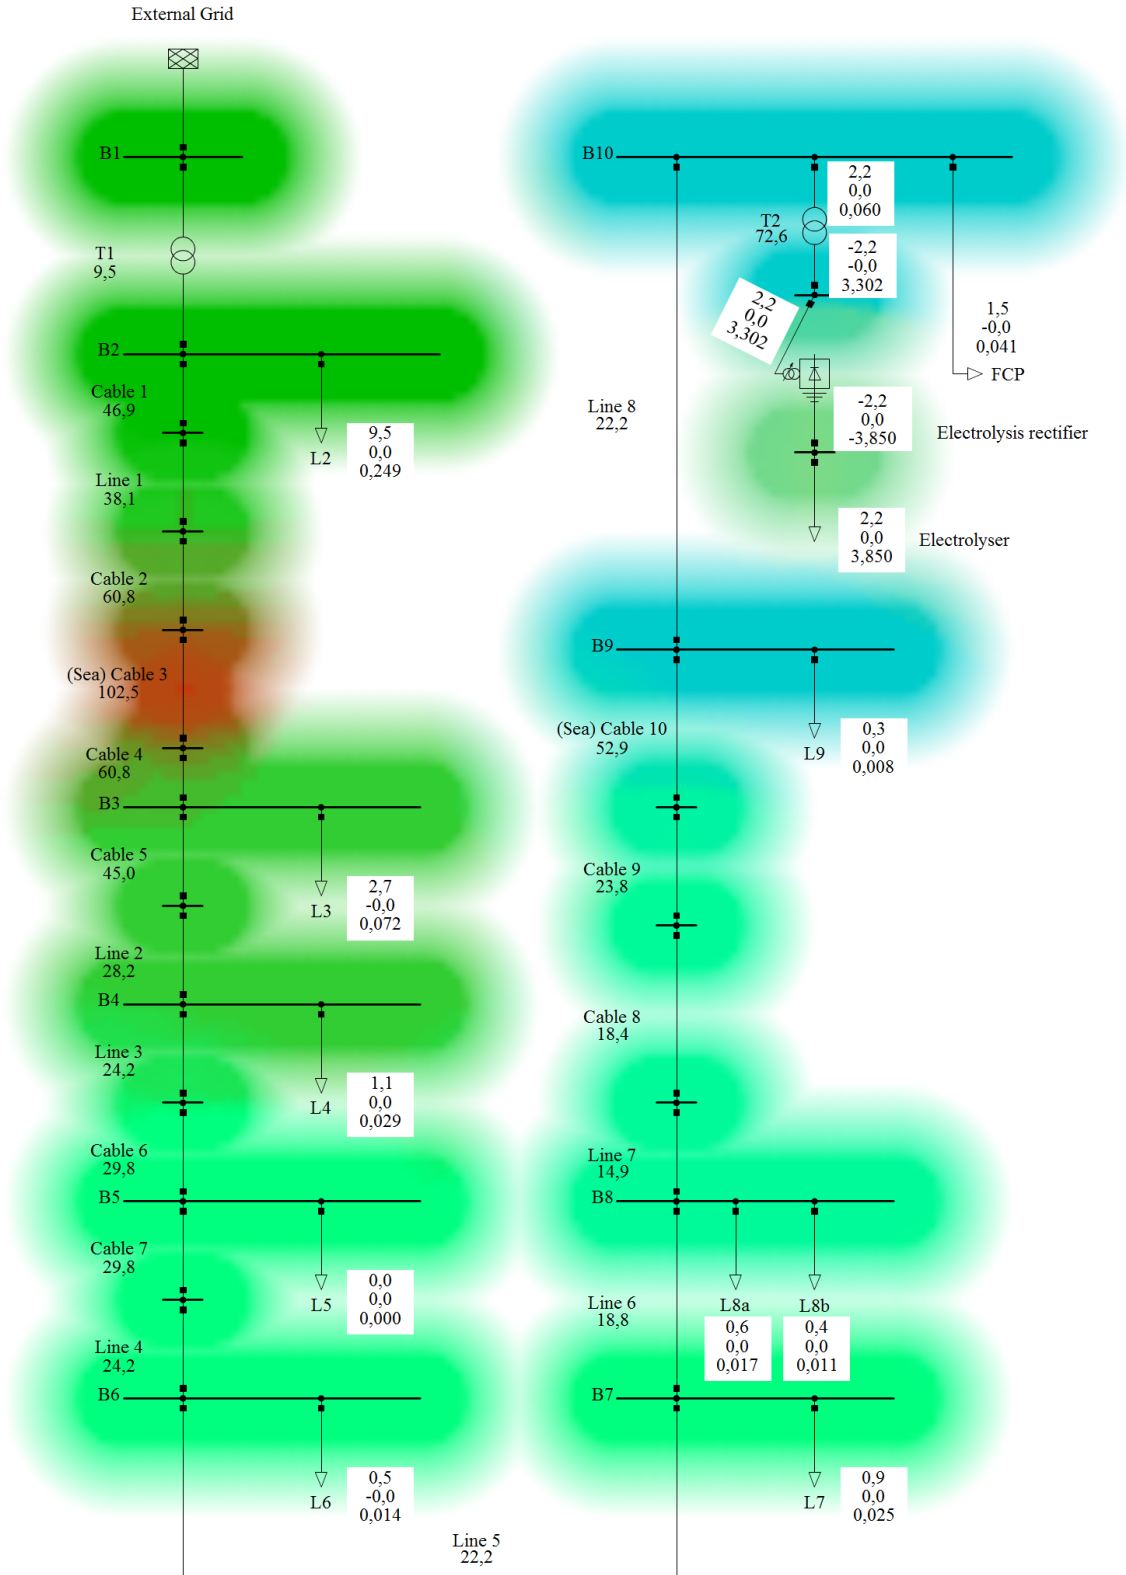 External Grid
B1
T1
9,5
B2
Cable 1
46,9
L2
9,5
0,0
0,249
Line 1
38,1
Cable 2
60,8
(Sea) Cable 3
102,5
Cable 4
60,8
B3
Cable 5
45,0
L3
2,7
-0,0
0,072
Line 2
28,2
B4
Line 3
24,2
L4
1,1
0,0
0,029
Cable 6
29,8
B5
Cable 7
29,8
L5
0,0
0,0
0,000
Line 4
24,2
B6
L6
0,5
-0,0
0,014
Line 5
22,2
B10
2,2
0,0
0,060
T2
72,6
-2,2
-0,0
3,302
2,2
0,0
3,302
1,5
-0,0
0,041
FCP
Line 8
22,2
-2,2
0,0
-3,850
Electrolysis rectifier
2,2
0,0
3,850
Electrolyser
B9
(Sea) Cable 10
52,9
L9
0,3
0,0
0,008
Cable 9
23,8
Cable 8
18,4
Line 7
14,9
B8
Line 6
18,8
L8a
0,6
0,0
0,017
L8b
0,4
0,0
0,011
B7
L7
0,9
0,0
0,025